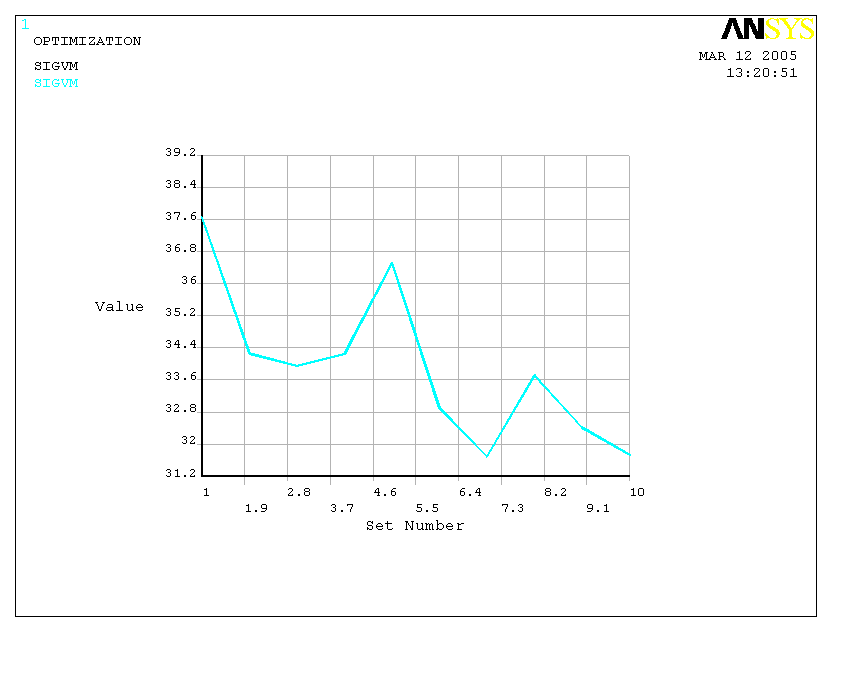 1
ANSYS
OPTIMIZATION
MAR 12 2005
SIGVM
13:20:51
SIGVM
39.2
38.4
37.6
36.8
36
Value
35.2
34.4
33.6
32.8
32
31.2
1 2.8 4.6 6.4 8.2 10
1.9 3.7 5.5 7.3 9.1
Set Number